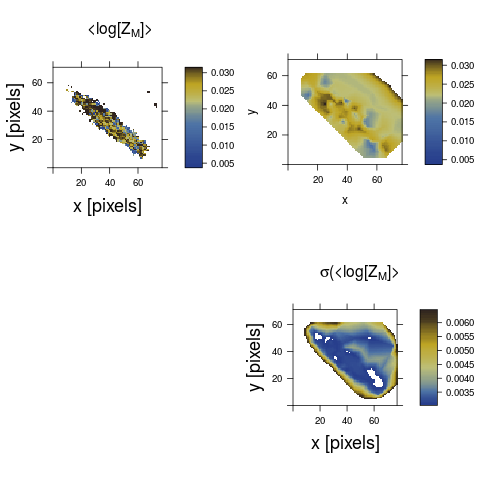 <log[Z_M]>
y [pixels]
60
40
20
20 40 60
x [pixels]
0.030
0.025
0.020
0.015
0.010
0.005
y
60
40
20
20 40 60
x
0.030
0.025
0.020
0.015
0.010
0.005
σ(<log[Z_M]>
y [pixels]
60
40
20
20 40 60
x [pixels]
0.0060
0.0055
0.0050
0.0045
0.0040
0.0035